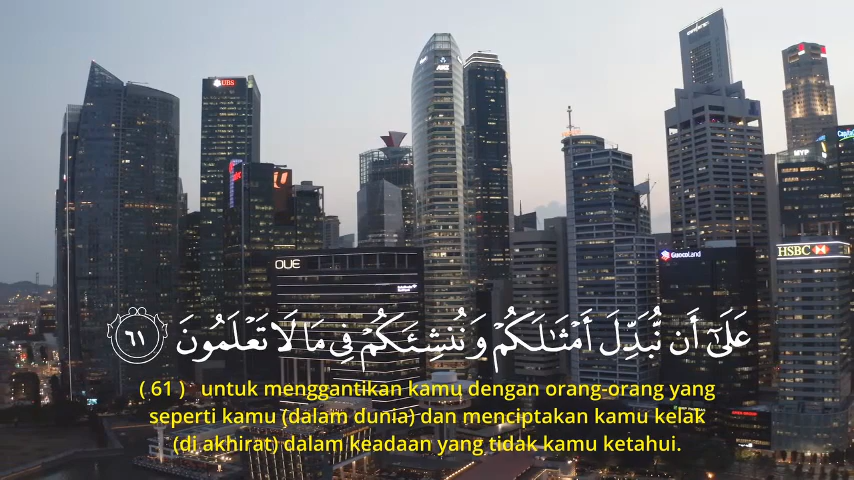 UBS
OUE
GuocoLand
HSBC
MYP
عَلَىٰٓ أَن نُّبَدِّلَ أَمْثَـٰلَكُمْ وَنُنشِئَكُمْ فِى مَا لَا تَعْلَمُونَ ٦١
( 61 ) untuk menggantikan kamu dengan orang-orang yang
seperti kamu (dalam dunia) dan menciptakan kamu kelak
(di akhirat) dalam keadaan yang tidak kamu ketahui.